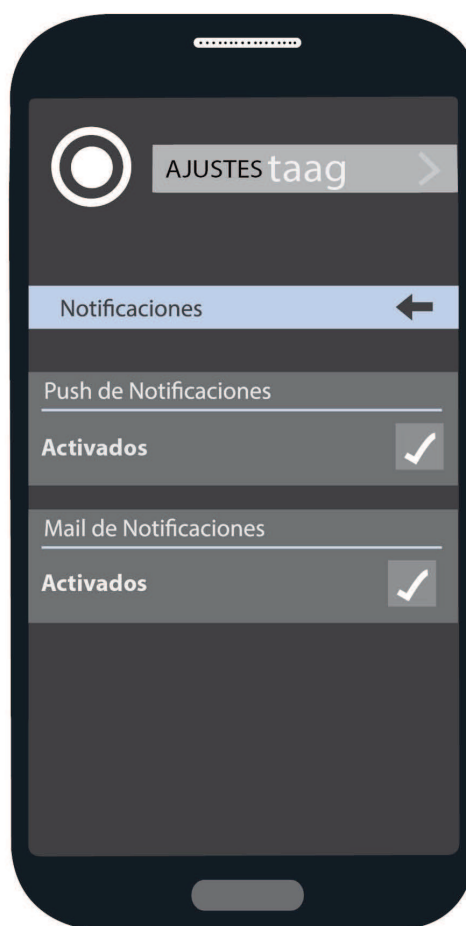 AJUSTES taag
Notificaciones
Push de Notificaciones
Activados
Mail de Notificaciones
Activados